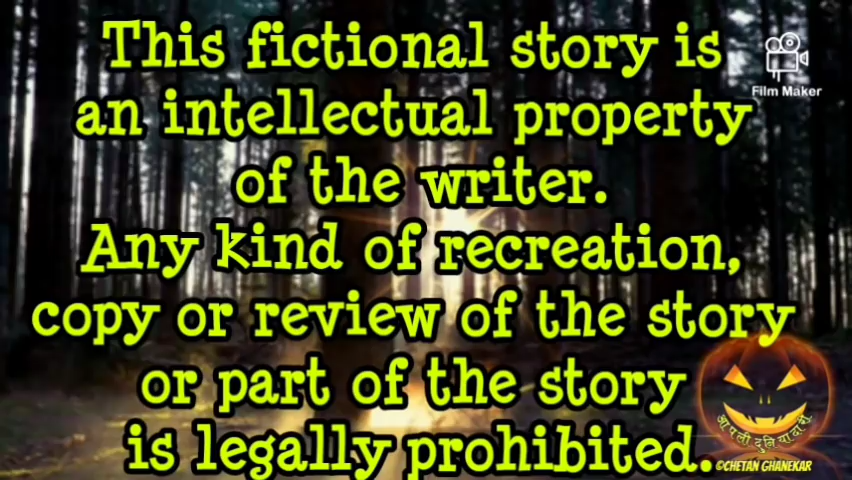 This fictional story is
an intellectual property
of the writer.
Any kind of recreation,
copy or review of the story
or part of the story
is legally prohibited.
Film Maker
आपली दुनियादारी
©CHETAN GHANEKAR